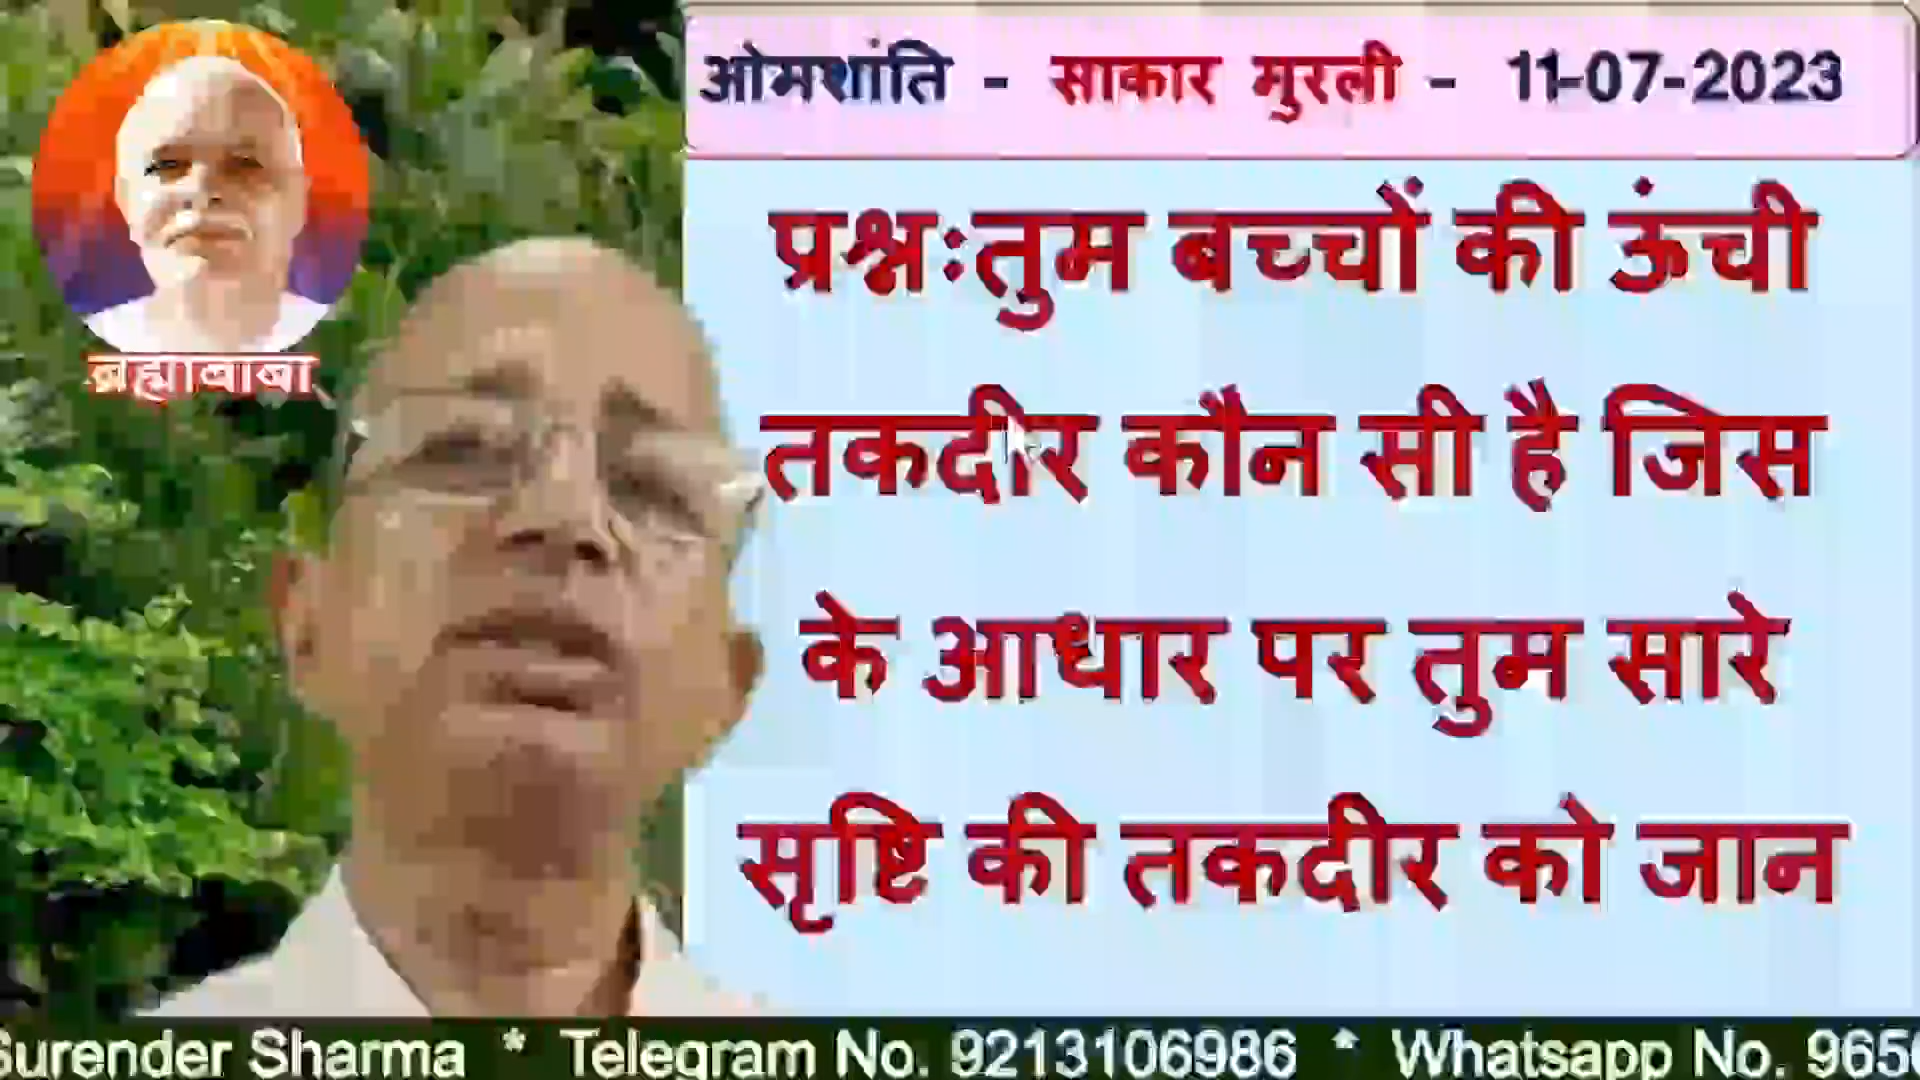 ओमशांति - साकार मुरली - 11-07-2023
ब्रह्माबाबा
प्रश्नः तुम बच्चों की ऊंची
तकदीर कौन सी है जिस
के आधार पर तुम सारे
सृष्टि की तकदीर को जान
Surender Sharma * Telegram No. 9213106986 * Whatsapp No. 965